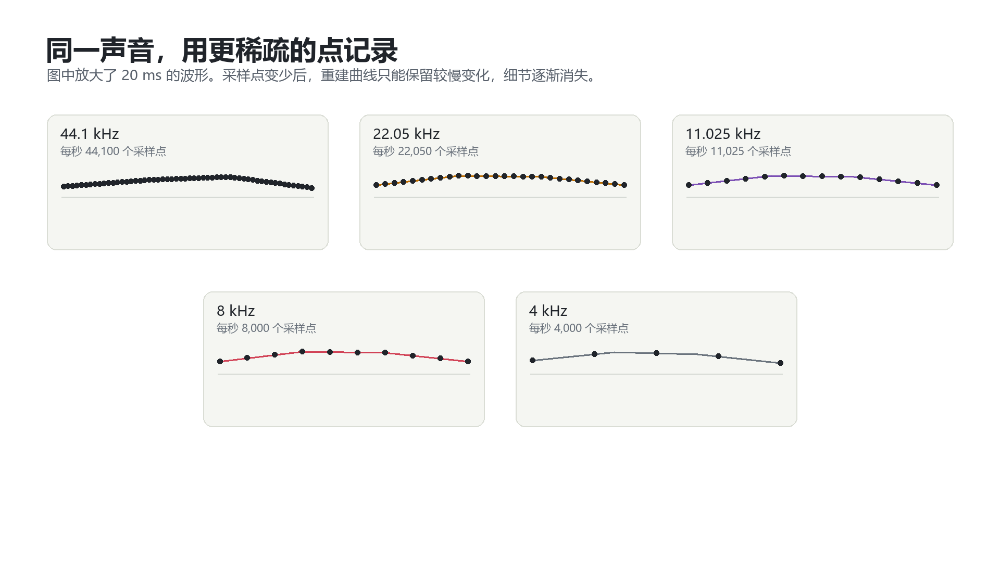 同一声音，用更稀疏的点记录
图中放大了 20 ms 的波形。采样点变少后，重建曲线只能保留较慢变化，细节逐渐消失。
44.1 kHz
每秒 44,100 个采样点
22.05 kHz
每秒 22,050 个采样点
11.025 kHz
每秒 11,025 个采样点
8 kHz
每秒 8,000 个采样点
4 kHz
每秒 4,000 个采样点